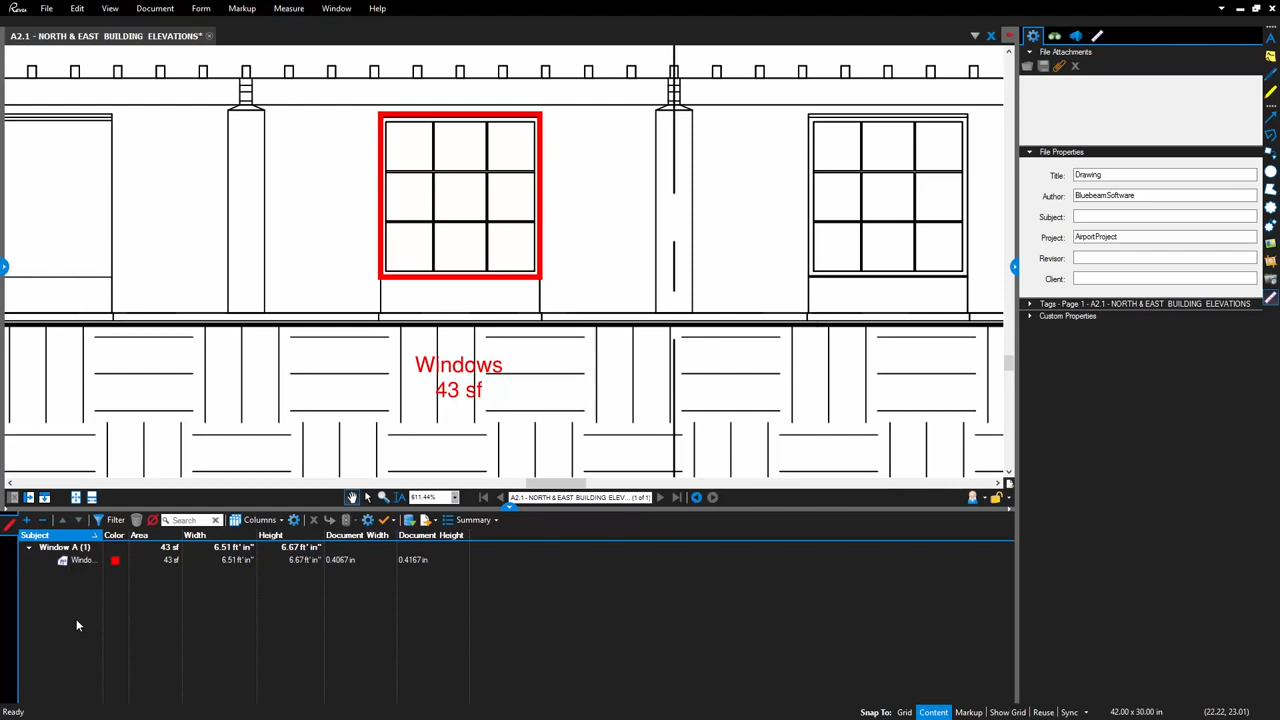 Revu File Edit View Document Form Markup Measure Window Help
A2.1 - NORTH & EAST BUILDING ELEVATIONS*
Windows
43 sf
File Attachments
File Properties
Title: Drawing
Author: BluebeamSoftware
Subject:
Project: AirportProject
Revisor:
Client:
Tags - Page 1 - A2.1 - NORTH & EAST BUILDING ELEVATIONS
Custom Properties
611.44% A2.1 - NORTH & EAST BUILDING ELEV... (1 of 1)
Filter Search Columns Summary
Subject Color Area Width Height Document Width Document Height
Window A (1) 43 sf 6.51 ft' in" 6.67 ft' in"
Windo... 43 sf 6.51 ft' in" 6.67 ft' in" 0.4067 in 0.4167 in
Ready Snap To: Grid Content Markup Show Grid Reuse Sync 42.00 x 30.00 in (22.22, 23.01)